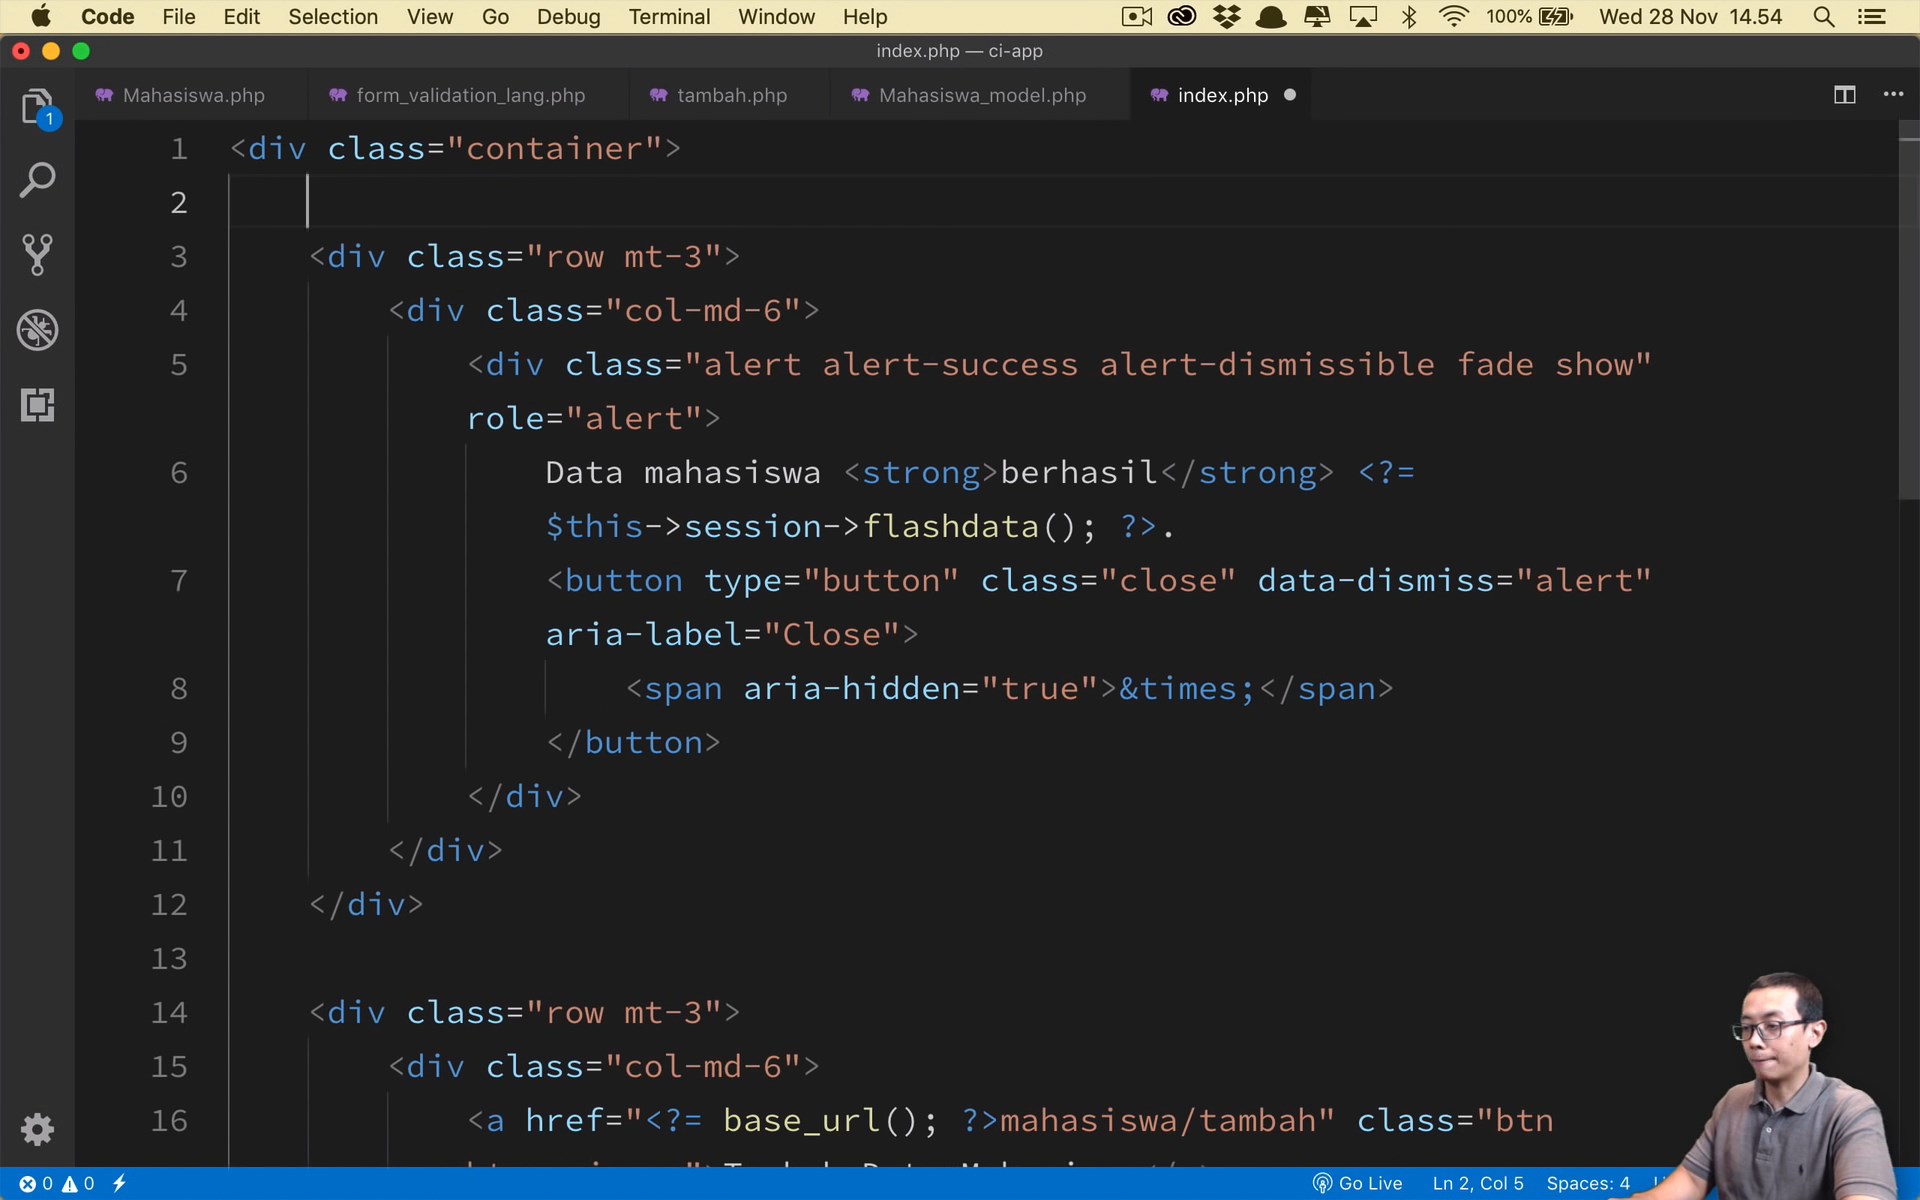 Code File Edit Selection View Go Debug Terminal Window Help 100% Wed 28 Nov 14.54
index.php — ci-app
Mahasiswa.php form_validation_lang.php tambah.php Mahasiswa_model.php index.php
1
1 <div class="container">
2
3 <div class="row mt-3">
4 <div class="col-md-6">
5 <div class="alert alert-success alert-dismissible fade show"
role="alert">
6 Data mahasiswa <strong>berhasil</strong> <?=
$this->session->flashdata(); ?>.
7 <button type="button" class="close" data-dismiss="alert"
aria-label="Close">
8 <span aria-hidden="true">&times;</span>
9 </button>
10 </div>
11 </div>
12 </div>
13
14 <div class="row mt-3">
15 <div class="col-md-6">
16 <a href="<?= base_url(); ?>mahasiswa/tambah" class="btn
0 0 Go Live Ln 2, Col 5 Spaces: 4